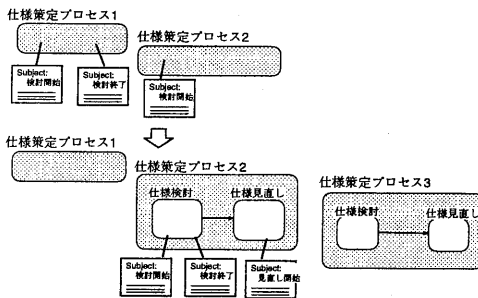 仕様策定プロセス1
仕様策定プロセス2
Subject:
検討開始
Subject:
検討終了
Subject:
検討開始
仕様策定プロセス1
仕様策定プロセス2
仕様検討
仕様見直し
Subject:
検討開始
Subject:
検討終了
Subject:
見直し開始
仕様策定プロセス3
仕様検討
仕様見直し